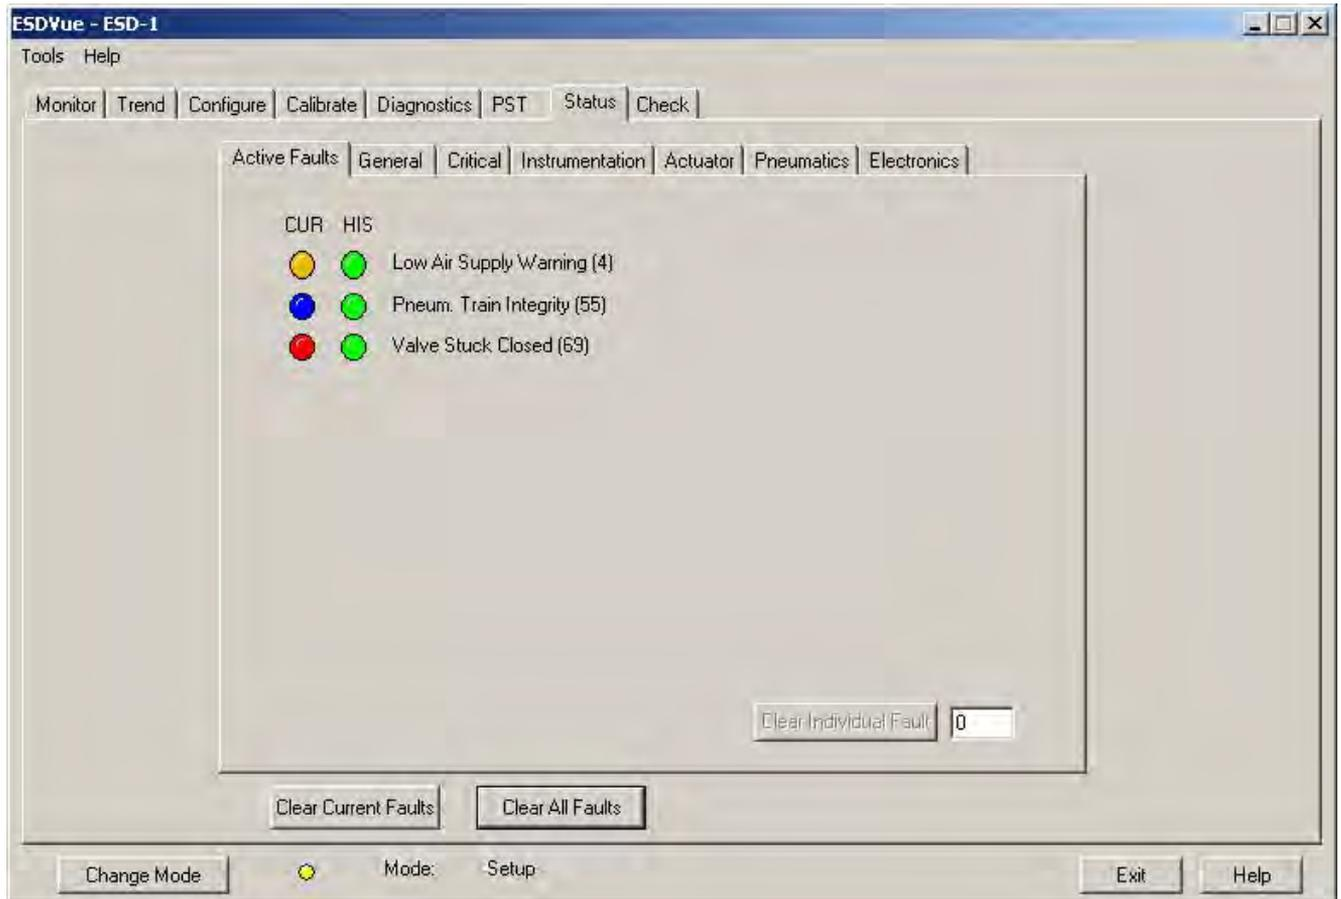 ESDVue - ESD-1
Tools Help
Monitor Trend Configure Calibrate Diagnostics PST Status Check
Active Faults General Critical Instrumentation Actuator Pneumatics Electronics
CUR HIS
Low Air Supply Warning (4)
Pneum. Train Integrity (55)
Valve Stuck Closed (69)
Clear Individual Fault 0
Clear Current Faults Clear All Faults
Change Mode Mode: Setup Exit Help